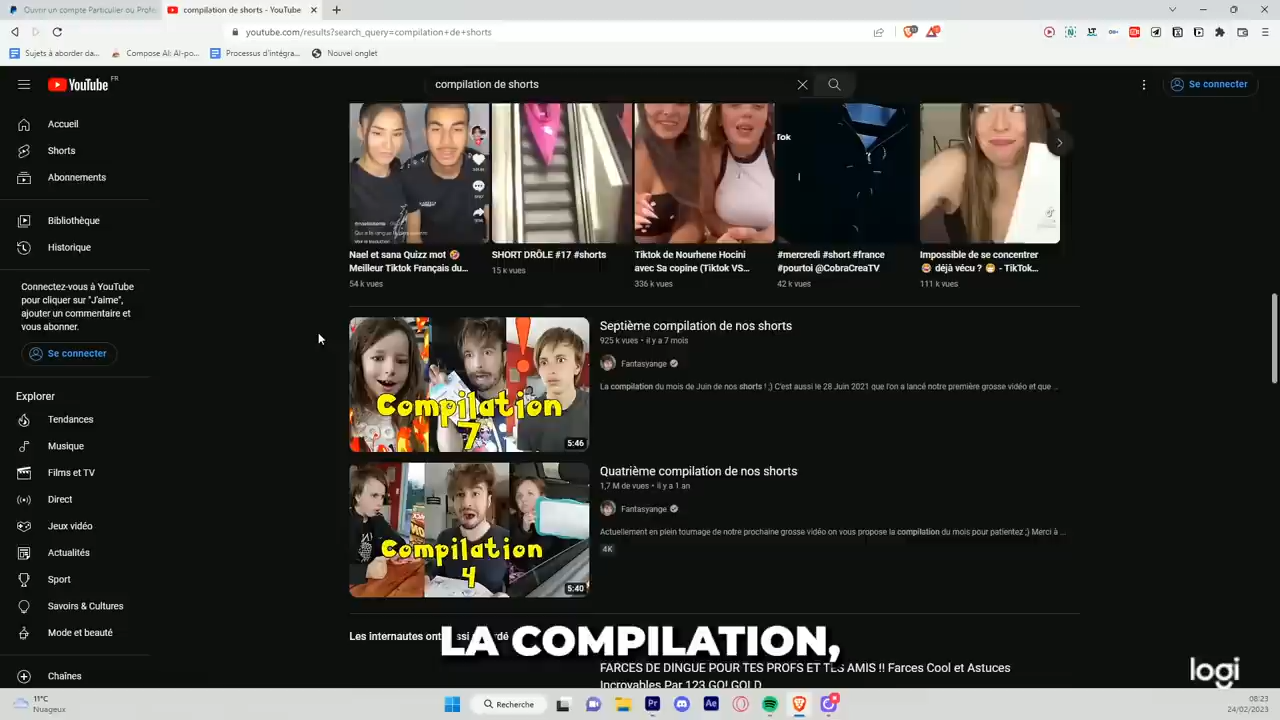 Ouvrir un compte Particulier ou Profe
compilation de shorts - YouTube
youtube.com/results?search_query=compilation+de+shorts
Sujets à aborder da...
Compose AI: AI-po...
Processus d'intégra...
Nouvel onglet
YouTube FR
compilation de shorts
Se connecter
Accueil
Shorts
Abonnements
Bibliothèque
Historique
Connectez-vous à YouTube
pour cliquer sur "J'aime",
ajouter un commentaire et
vous abonner.
Se connecter
Explorer
Tendances
Musique
Films et TV
Direct
Jeux vidéo
Actualités
Sport
Savoirs & Cultures
Mode et beauté
Chaînes
Tok
Nael et sana Quizz mot 🤣
Meilleur Tiktok Français du...
54 k vues
SHORT DRÔLE #17 #shorts
15 k vues
Tiktok de Nourhene Hocini
avec Sa copine (Tiktok VS...
336 k vues
#mercredi #short #france
#pourtoi @CobraCreaTV
42 k vues
Impossible de se concentrer
😂 déjà vécu ? 😁 - TikTok...
111 k vues
Compilation
7
5:46
Septième compilation de nos shorts
925 k vues • il y a 7 mois
Fantasyange
La compilation du mois de Juin de nos shorts ! ;) C'est aussi le 28 Juin 2021 que l'on a lancé notre première grosse vidéo et que ...
Compilation
4
5:40
Quatrième compilation de nos shorts
1,7 M de vues • il y a 1 an
Fantasyange
Actuellement en plein tournage de notre prochaine grosse vidéo on vous propose la compilation du mois pour patientez ;) Merci à ...
4K
Les internautes ont
LA COMPILATION,
FARCES DE DINGUE POUR TES PROFS ET TES AMIS !! Farces Cool et Astuces
Incroyables Par 123 GO! GOLD
logi
11°C
Nuageux
Recherche
Pr
Ae
08:23
24/02/2023